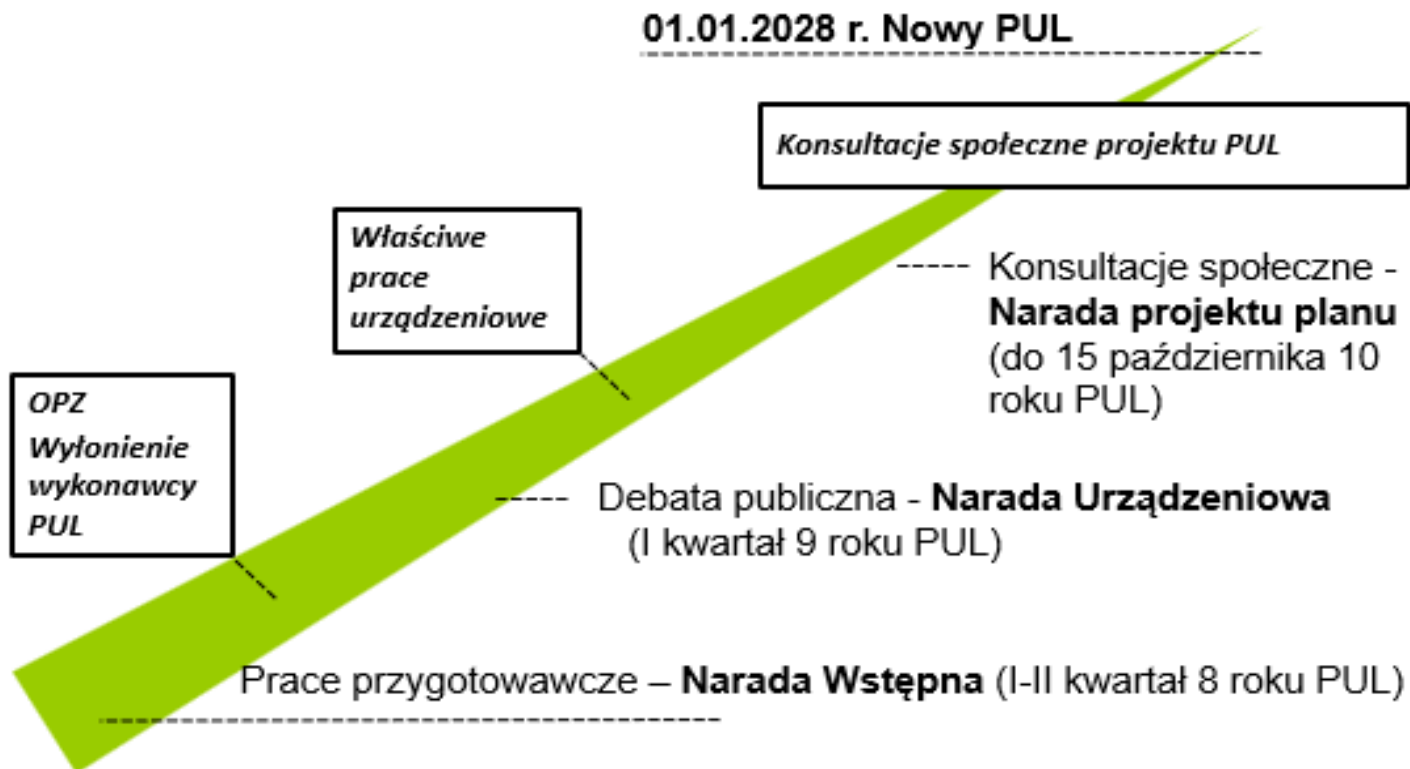 01.01.2028 r. Nowy PUL
Konsultacje społeczne projektu PUL
Właściwe
prace
urządzeniowe
Konsultacje społeczne -
Narada projektu planu
(do 15 października 10
roku PUL)
OPZ
Wyłonienie
wykonawcy
PUL
Debata publiczna - Narada Urządzeniowa
(I kwartał 9 roku PUL)
Prace przygotowawcze – Narada Wstępna (I-II kwartał 8 roku PUL)